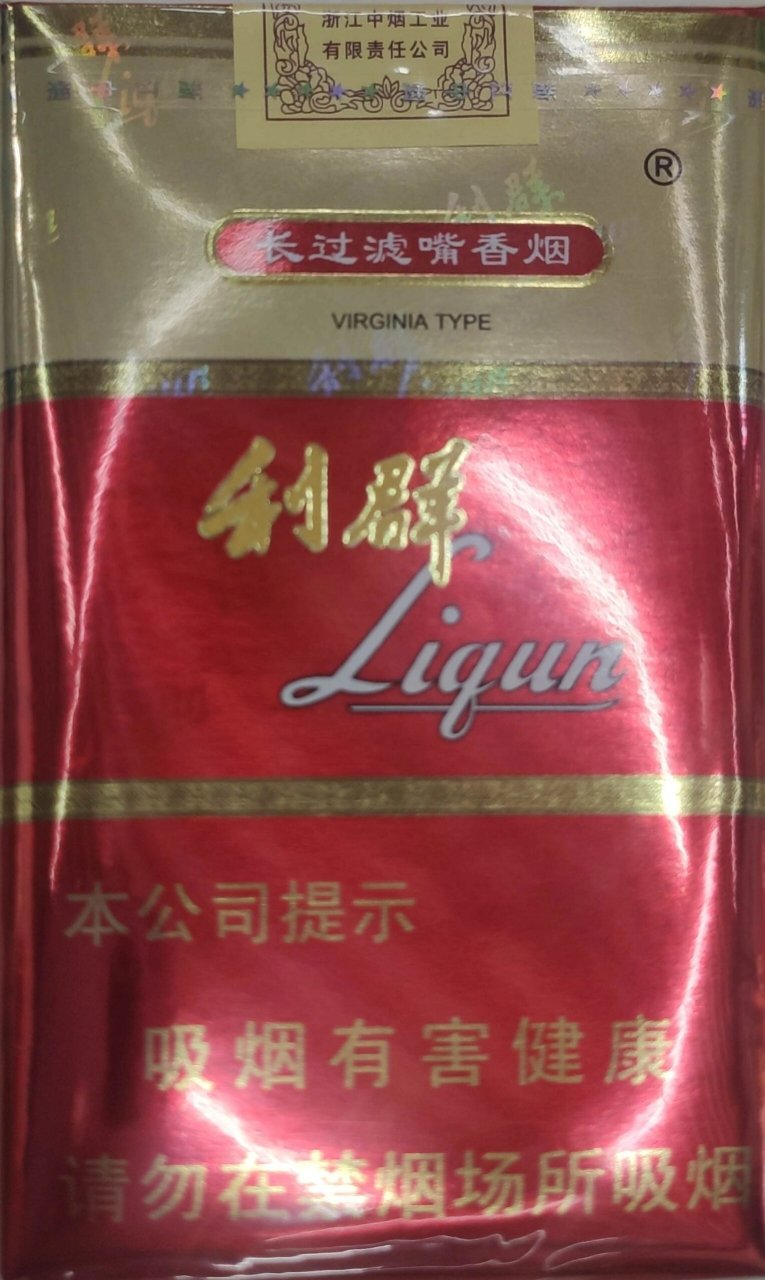 浙江中烟工业
有限责任公司
®
长过滤嘴香烟
VIRGINIA TYPE
利群
Liqun
本公司提示
吸烟有害健康
请勿在禁烟场所吸烟